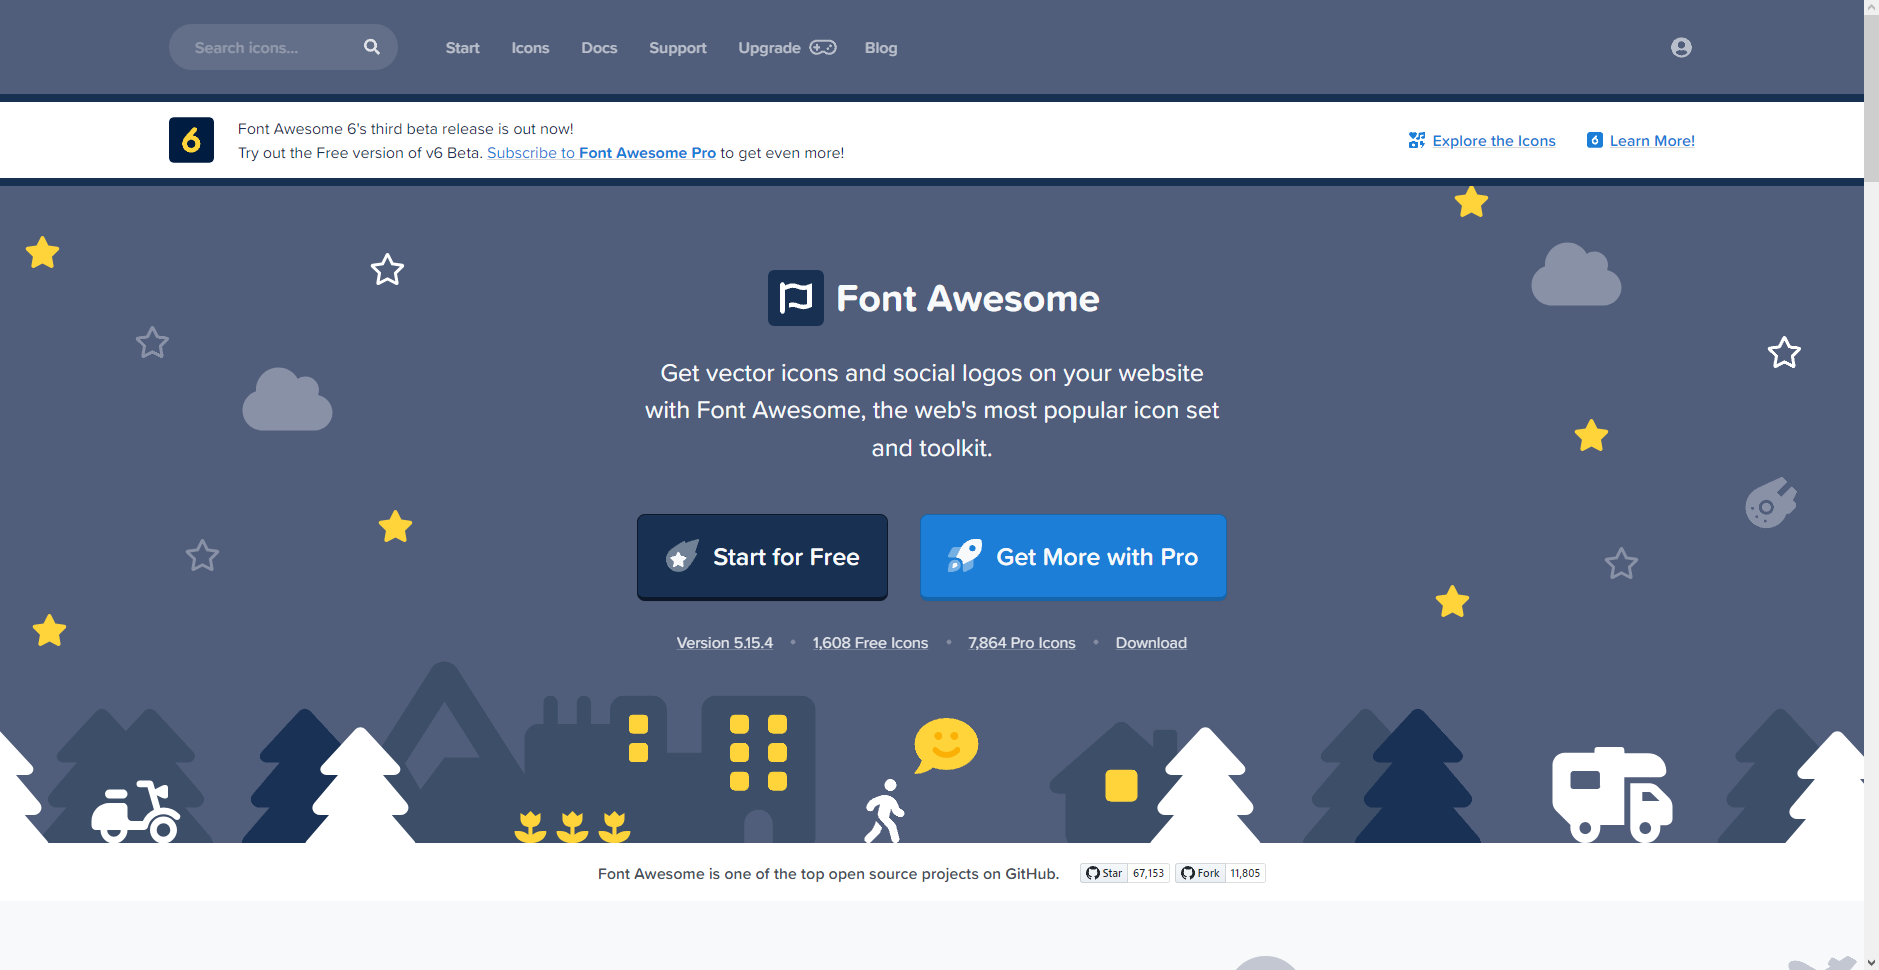 Search icons...
Start
Icons
Docs
Support
Upgrade
Blog
6
Font Awesome 6's third beta release is out now!
Try out the Free version of v6 Beta. Subscribe to Font Awesome Pro to get even more!
Explore the Icons
6 Learn More!
Font Awesome
Get vector icons and social logos on your website
with Font Awesome, the web's most popular icon set
and toolkit.
Start for Free
Get More with Pro
Version 5.15.4 • 1,608 Free Icons • 7,864 Pro Icons • Download
Font Awesome is one of the top open source projects on GitHub.
Star 67,153
Fork 11,805